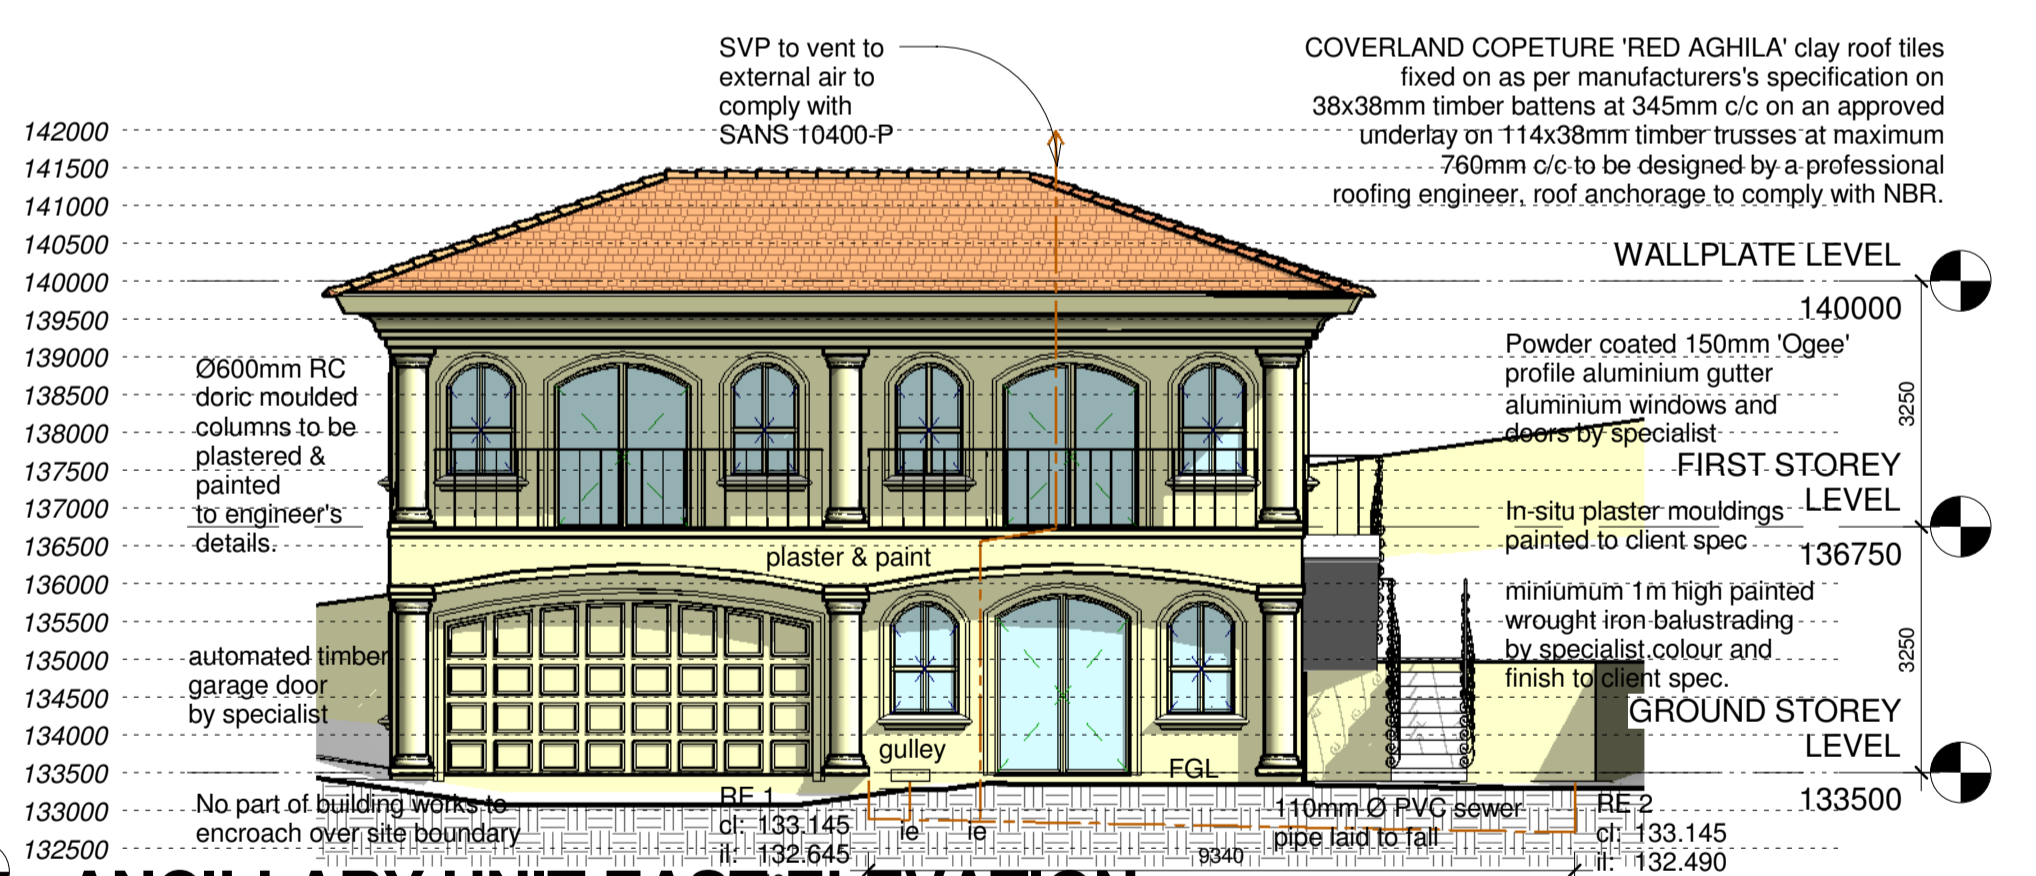 SVP to vent to
external air to
comply with
SANS 10400-P
COVERLAND COPETURE 'RED AGHILA' clay roof tiles
fixed on as per manufacturers's specification on
38x38mm timber battens at 345mm c/c on an approved
underlay on 114x38mm timber trusses at maximum
760mm c/c to be designed by a professional
roofing engineer, roof anchorage to comply with NBR.
142000
141500
141000
140500
140000
139500
139000
138500
138000
137500
137000
136500
136000
135500
135000
134500
134000
133500
133000
132500
WALLPLATE LEVEL
140000
Ø600mm RC
doric moulded
columns to be
plastered &
painted
to engineer's
details.
Powder coated 150mm 'Ogee'
profile aluminium gutter
aluminium windows and
doors by specialist
3250
FIRST STOREY
LEVEL
136750
In-situ plaster mouldings
painted to client spec
plaster & paint
miniumum 1m high painted
wrought iron balustrading
by specialist.colour and
finish to client spec.
3250
automated timber
garage door
by specialist
GROUND STOREY
LEVEL
133500
gulley
FGL
No part of building works to
encroach over site boundary
RE 1
cl: 133.145
il: 132.645
ie
ie
110mm Ø PVC sewer
pipe laid to fall
9340
RE 2
cl: 133.145
il: 132.490
ANCILLARY UNIT EAST ELEVATION